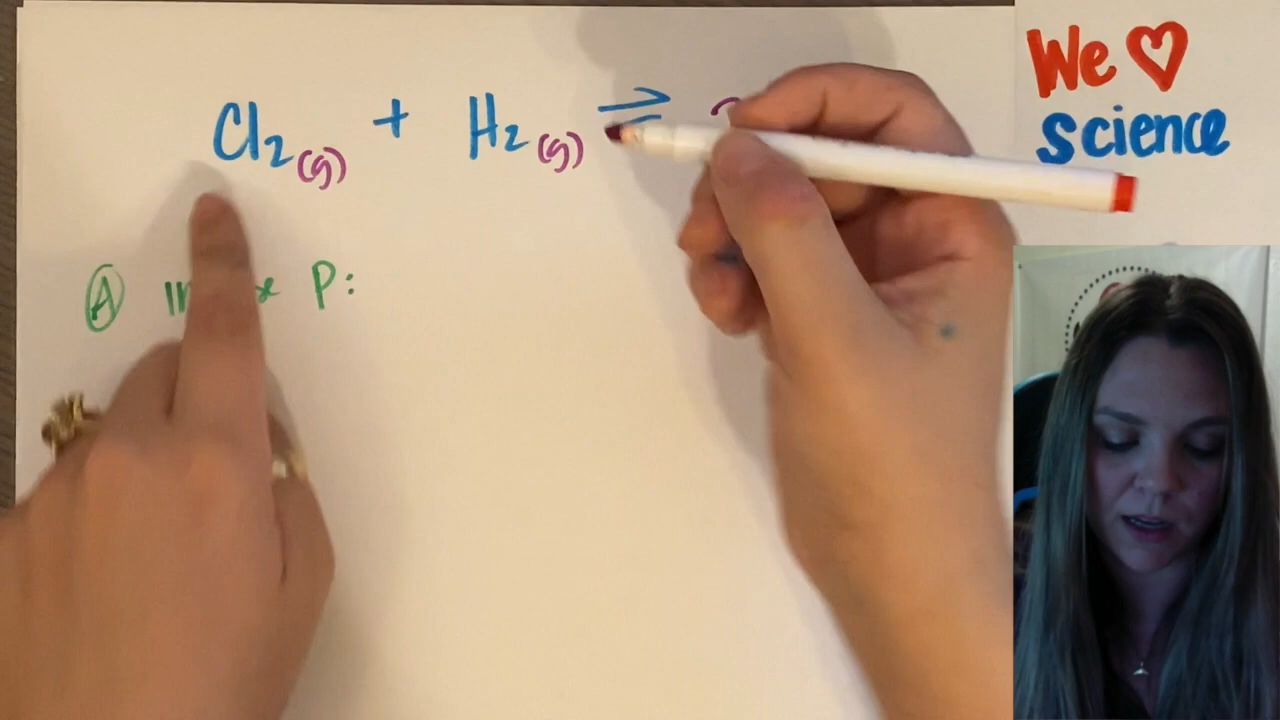 Cl₂(g) + H₂(g) ⇌
Ⓐ P:
We ♡
science